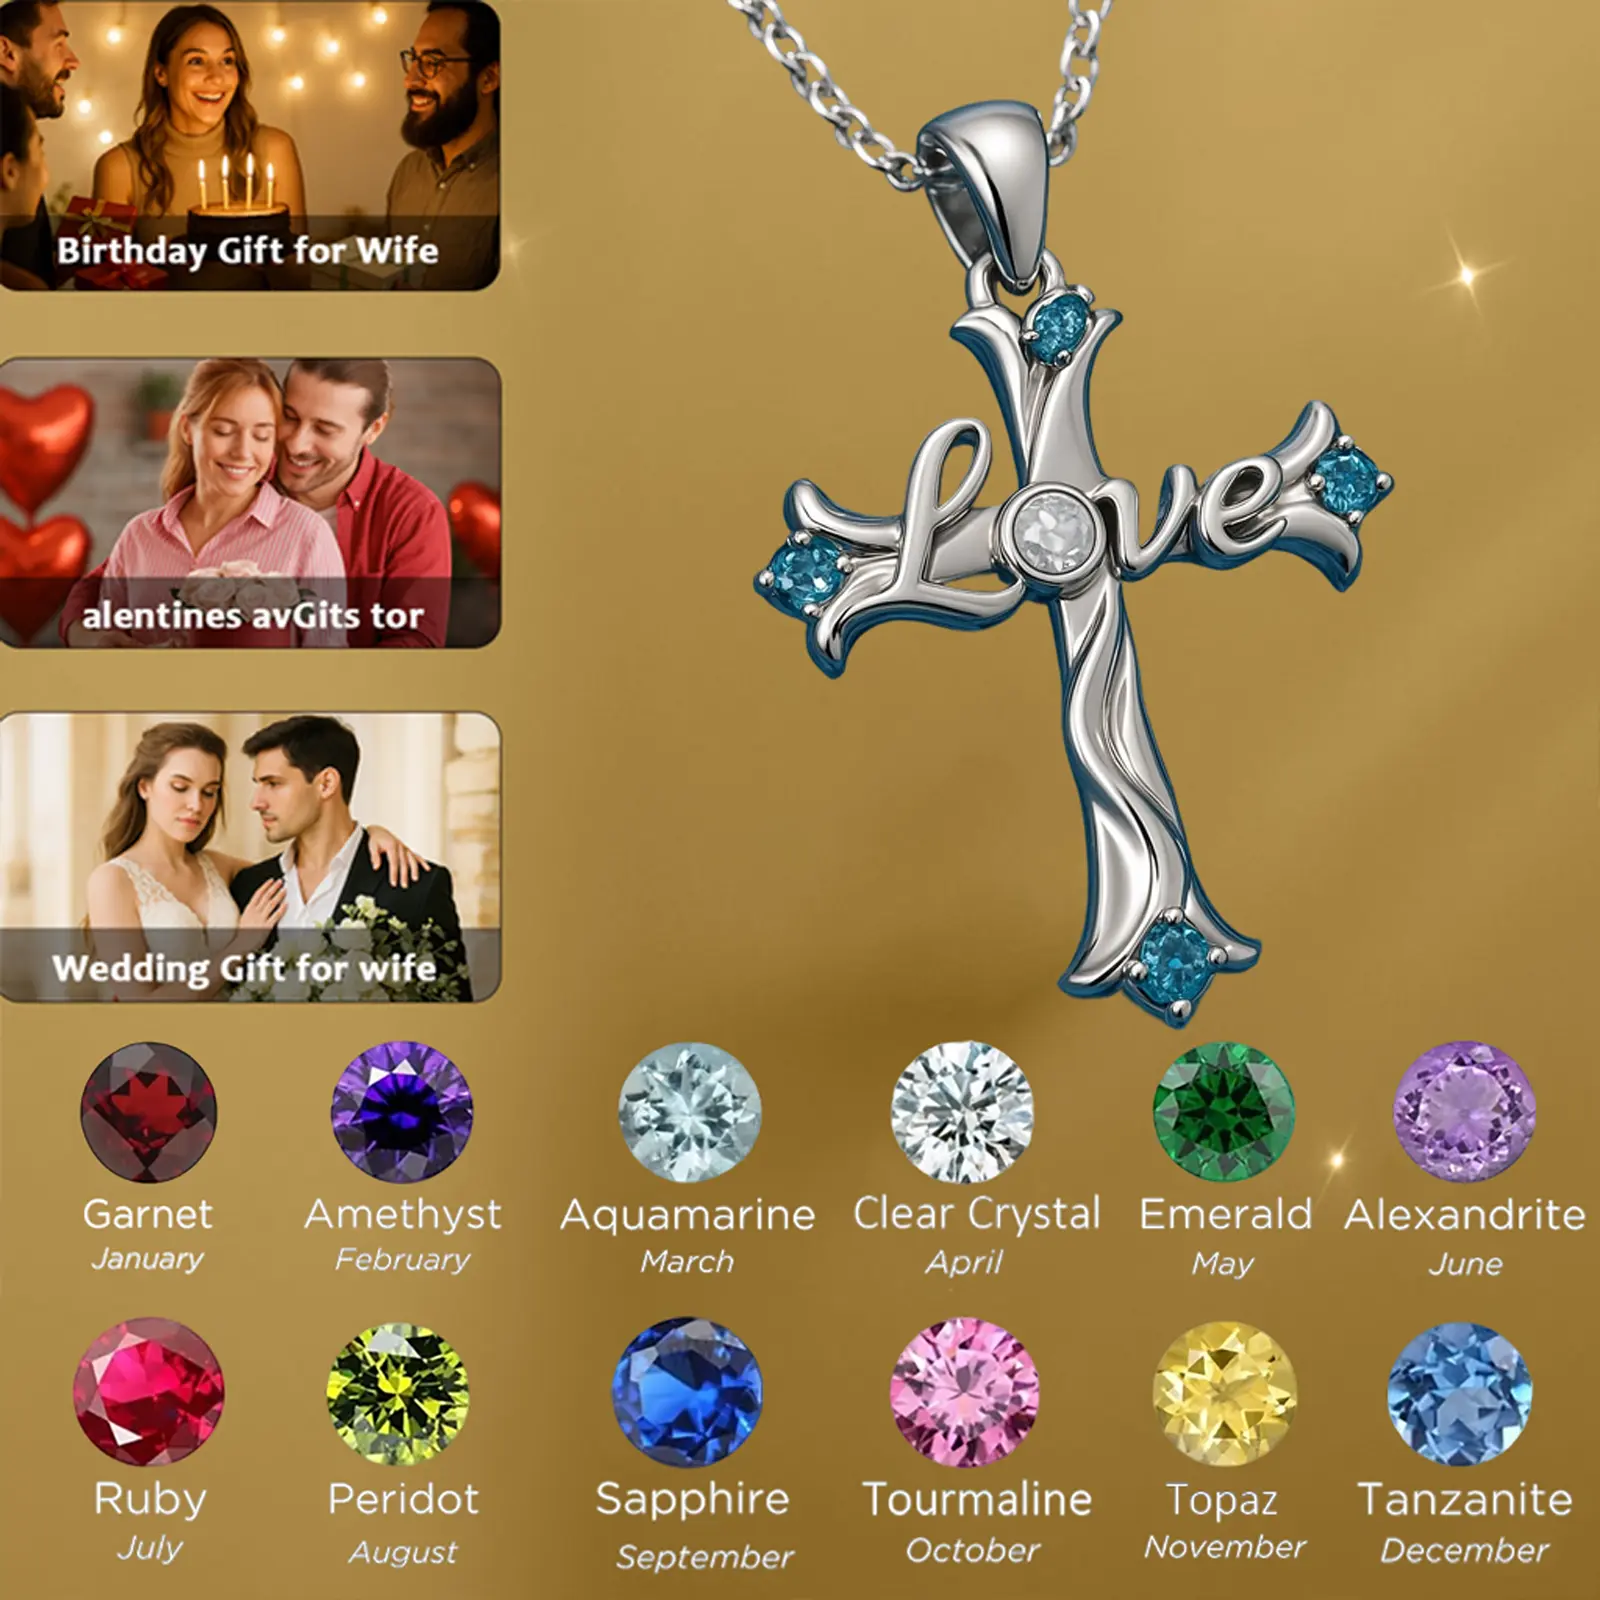 Birthday Gift for Wife
alentines avGits tor
Wedding Gift for wife
Love
Garnet
January
Amethyst
February
Aquamarine
March
Clear Crystal
April
Emerald
May
Alexandrite
June
Ruby
July
Peridot
August
Sapphire
September
Tourmaline
October
Topaz
November
Tanzanite
December